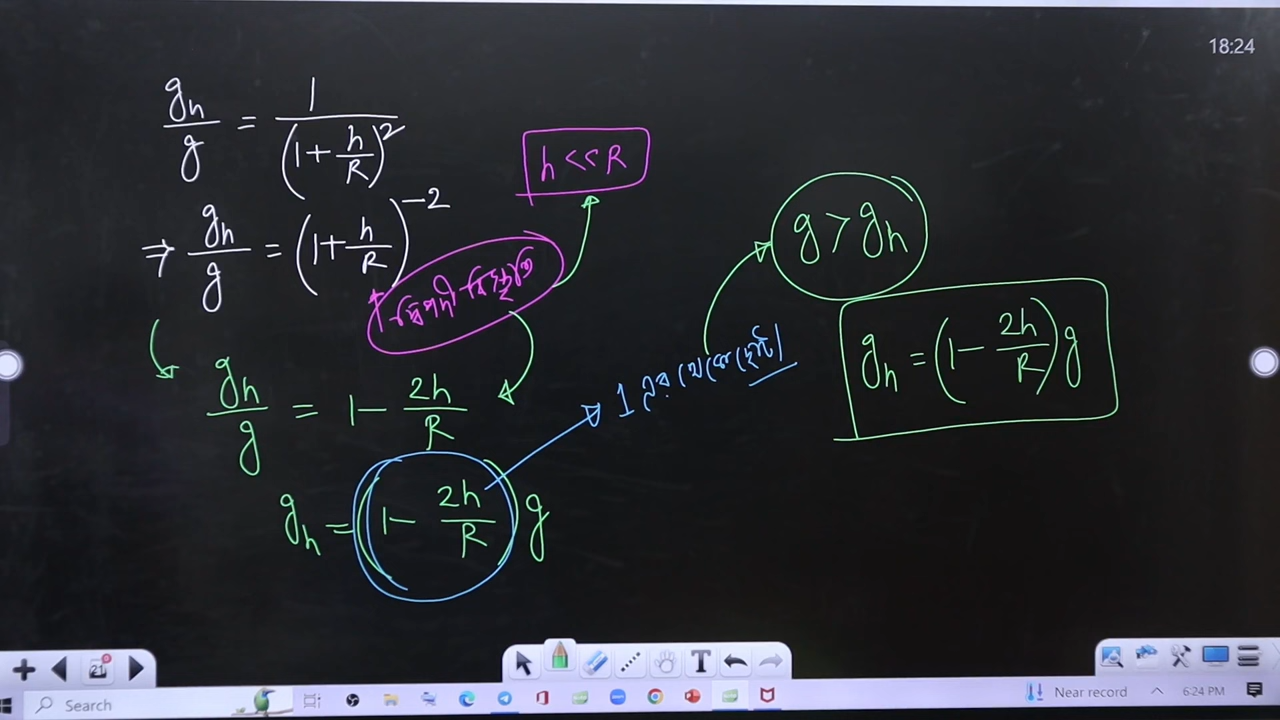 18:24
g_h/g = 1/(1+h/R)^2
h << R
⇒ g_h/g = (1+h/R)^-2
দ্বিপদী বিস্তৃতি
g > g_h
g_h/g = 1 - 2h/R
1 এর থেকে ছোট
g_h = (1 - 2h/R) g
g_h = (1 - 2h/R) g
21
T
Search
Near record
6:24 PM